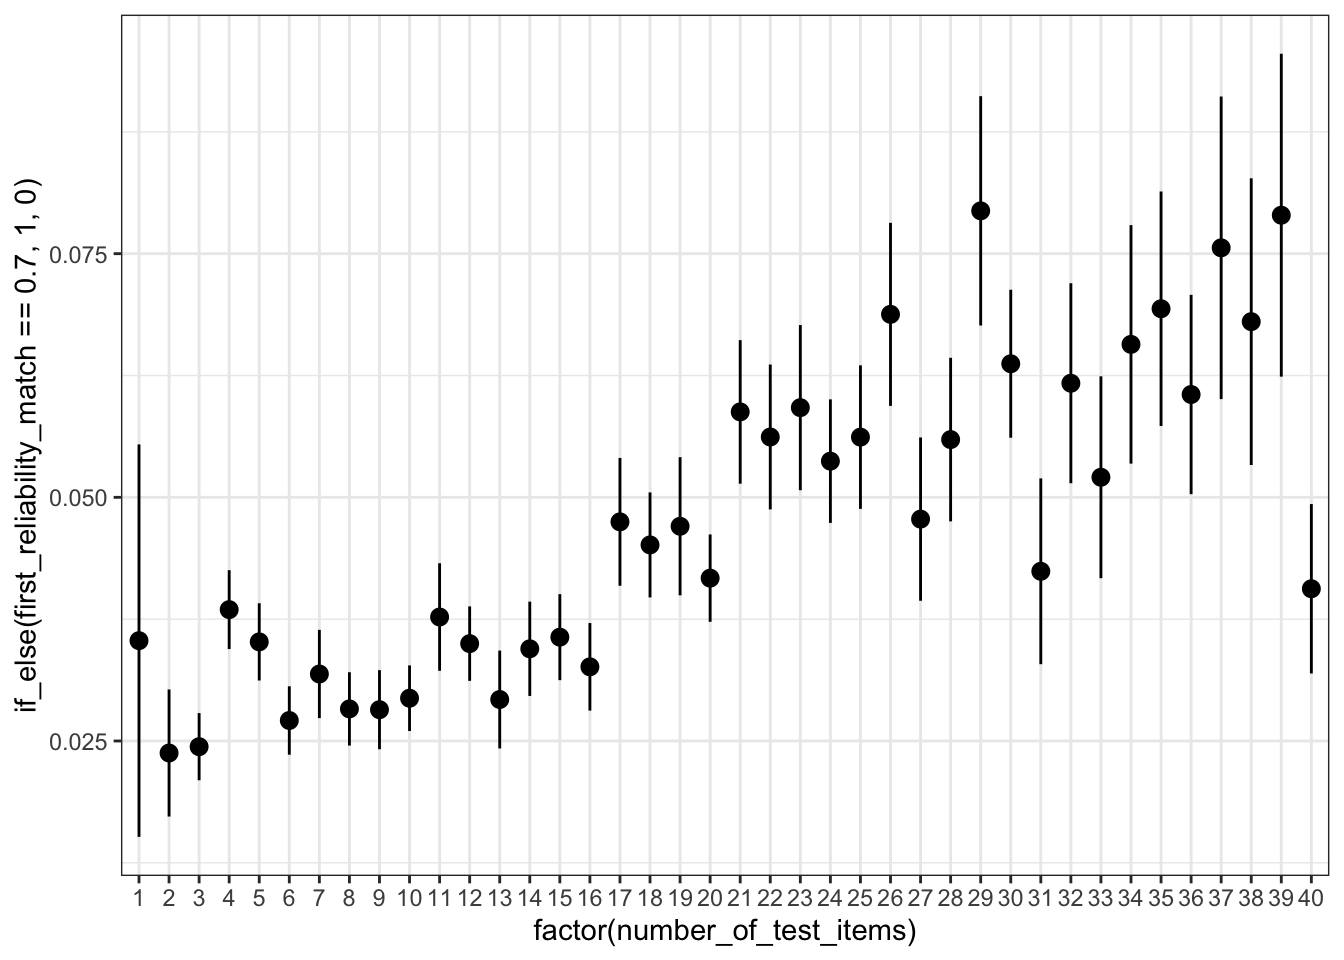 if_else(first_reliability_match == 0.7, 1, 0)
0.075
0.050
0.025
1 2 3 4 5 6 7 8 9 10 11 12 13 14 15 16 17 18 19 20 21 22 23 24 25 26 27 28 29 30 31 32 33 34 35 36 37 38 39 40
factor(number_of_test_items)